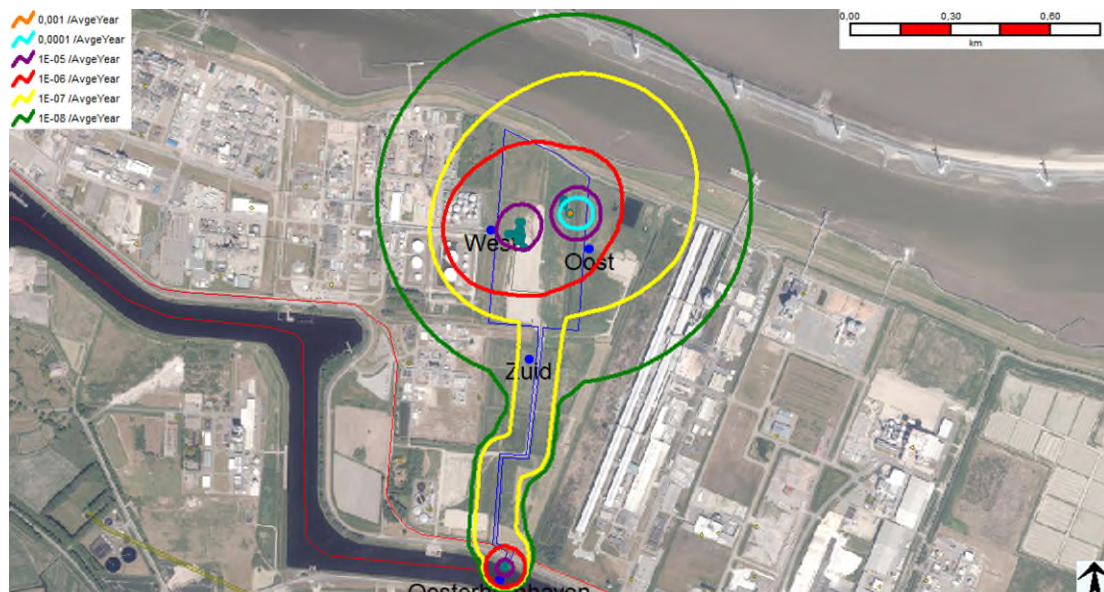 0,001 /AvgeYear
0,0001 /AvgeYear
1E-05 /AvgeYear
1E-06 /AvgeYear
1E-07 /AvgeYear
1E-08 /AvgeYear
0,00 0,30 0,60
km
West
Oost
Zuid
Oosterhornhaven